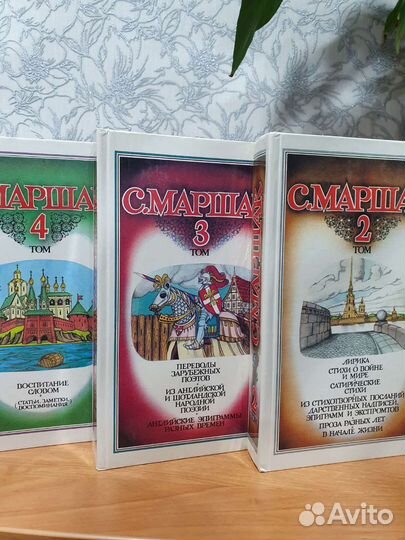 МАРШАК
4
ТОМ
ВОСПИТАНИЕ
СЛОВОМ
СТАТЬИ, ЗАМЕТКИ,
ВОСПОМИНАНИЯ
С.МАРШАК
3
ТОМ
ПЕРЕВОДЫ
ЗАРУБЕЖНЫХ
ПОЭТОВ
ИЗ АНГЛИЙСКОЙ
И ШОТЛАНДСКОЙ
НАРОДНОЙ
ПОЭЗИИ
АНГЛИЙСКИЕ ЭПИГРАММЫ
РАЗНЫХ ВРЕМЕН
С.МАРШАК
С.МАРШАК
2
ТОМ
ЛИРИКА
СТИХИ О ВОЙНЕ
И МИРЕ
САТИРИЧЕСКИЕ
СТИХИ
ИЗ СТИХОТВОРНЫХ ПОСЛАНИЙ,
ДАРСТВЕННЫХ НАДПИСЕЙ,
ЭПИГРАММ И ЭКСПРОМТОВ
ПРОЗА РАЗНЫХ ЛЕТ
В НАЧАЛЕ ЖИЗНИ
Avito